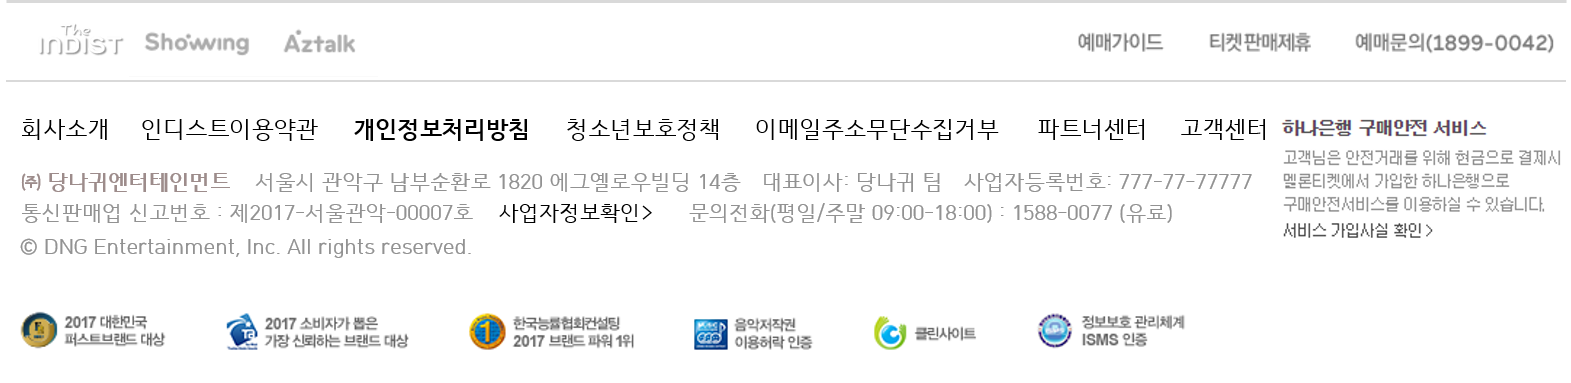 The INDIST Showing Aztalk 예매가이드 티켓판매제휴 예매문의(1899-0042)
회사소개 인디스트이용약관 개인정보처리방침 청소년보호정책 이메일주소무단수집거부 파트너센터 고객센터
하나은행 구매안전 서비스
고객님은 안전거래를 위해 현금으로 결제시
멜론티켓에서 가입한 하나은행으로
구매안전서비스를 이용하실 수 있습니다.
서비스 가입사실 확인 >
㈜ 당나귀엔터테인먼트 서울시 관악구 남부순환로 1820 에그옐로우빌딩 14층 대표이사: 당나귀 팀 사업자등록번호: 777-77-77777
통신판매업 신고번호 : 제2017-서울관악-00007호 사업자정보확인> 문의전화(평일/주말 09:00-18:00) : 1588-0077 (유료)
© DNG Entertainment, Inc. All rights reserved.
2017 대한민국
퍼스트브랜드 대상
2017 소비자가 뽑은
가장 신뢰하는 브랜드 대상
1
한국능률협회컨설팅
2017 브랜드 파워 1위
음악저작권
이용허락 인증
클린사이트
정보보호 관리체계
ISMS 인증